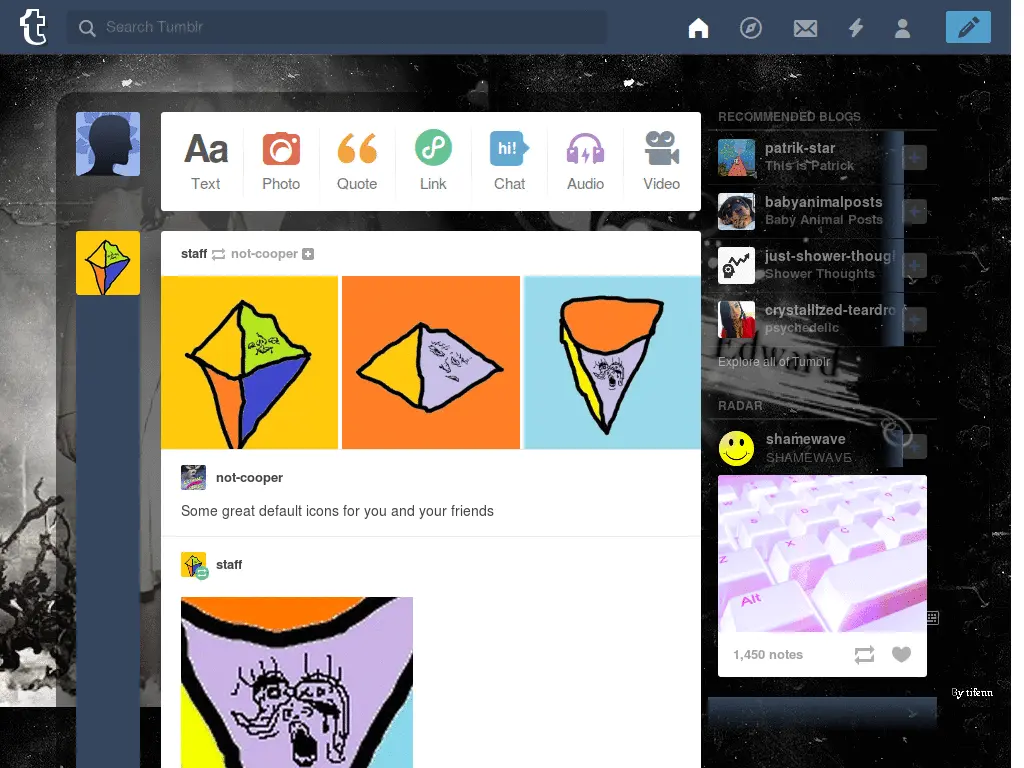 t
Search Tumblr
Aa
hi!
Text
Photo
Quote
Link
Chat
Audio
Video
staff not-cooper
not-cooper
Some great default icons for you and your friends
staff
RECOMMENDED BLOGS
patrik-star
This is Patrick
babyanimalposts
Baby Animal Posts
just-shower-though
Shower Thoughts
crystallized-teardro
psychedelic
Explore all of Tumblr
RADAR
shamewave
SHAMEWAVE
Z
X
C
V
Alt
1,450 notes
By tifenn